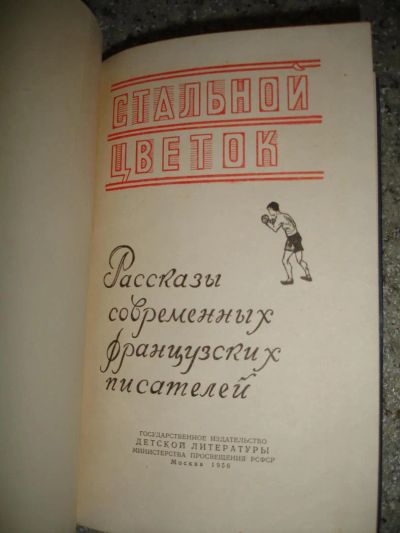 СТАЛЬНОЙ
ЦВЕТОК
Рассказы
современных
французских
писателей
ГОСУДАРСТВЕННОЕ ИЗДАТЕЛЬСТВО
ДЕТСКОЙ ЛИТЕРАТУРЫ
МИНИСТЕРСТВА ПРОСВЕЩЕНИЯ РСФСР
Москва 1956